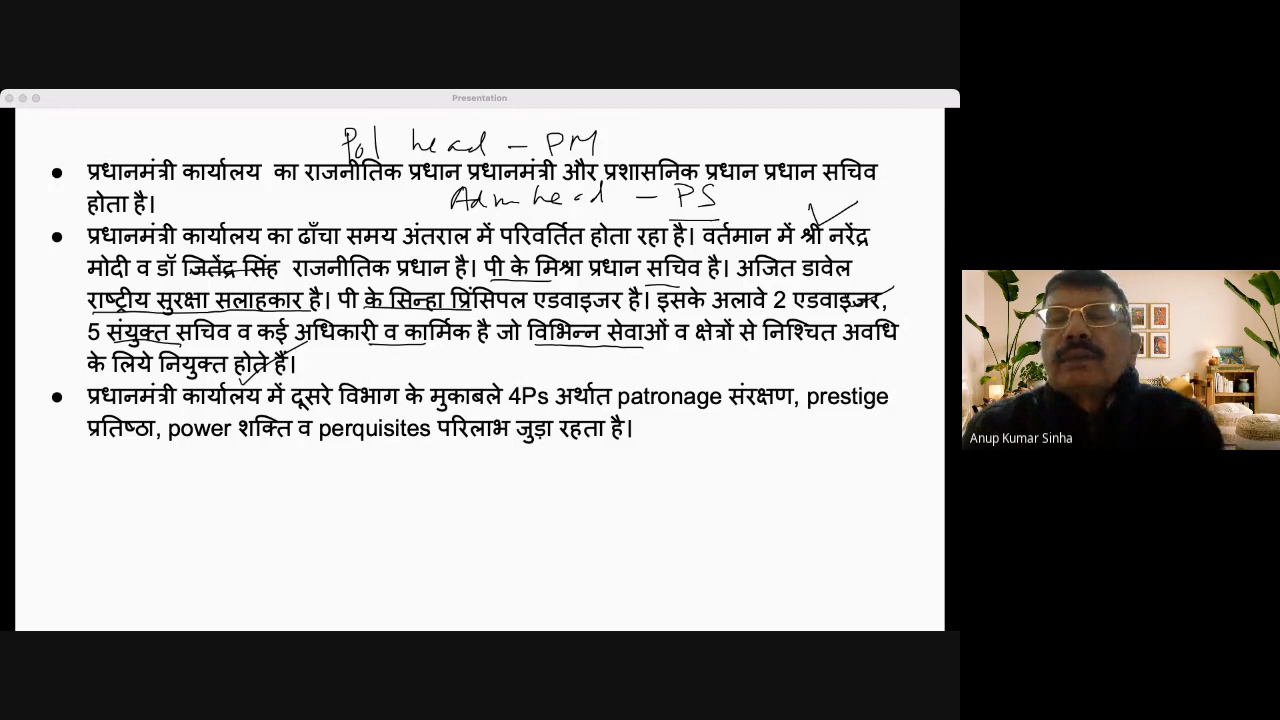 Presentation
Pol head - PM
• प्रधानमंत्री कार्यालय का राजनीतिक प्रधान प्रधानमंत्री और प्रशासनिक प्रधान प्रधान सचिव
होता है।
Adm head - PS
• प्रधानमंत्री कार्यालय का ढाँचा समय अंतराल में परिवर्तित होता रहा है। वर्तमान में श्री नरेंद्र
मोदी व डॉ जितेंद्र सिंह राजनीतिक प्रधान है। पी के मिश्रा प्रधान सचिव है। अजित डावेल
राष्ट्रीय सुरक्षा सलाहकार है। पी के सिन्हा प्रिंसिपल एडवाइजर है। इसके अलावे 2 एडवाइजर,
5 संयुक्त सचिव व कई अधिकारी व कार्मिक है जो विभिन्न सेवाओं व क्षेत्रों से निश्चित अवधि
के लिये नियुक्त होते हैं।
• प्रधानमंत्री कार्यालय में दूसरे विभाग के मुकाबले 4Ps अर्थात patronage संरक्षण, prestige
प्रतिष्ठा, power शक्ति व perquisites परिलाभ जुड़ा रहता है।
Anup Kumar Sinha